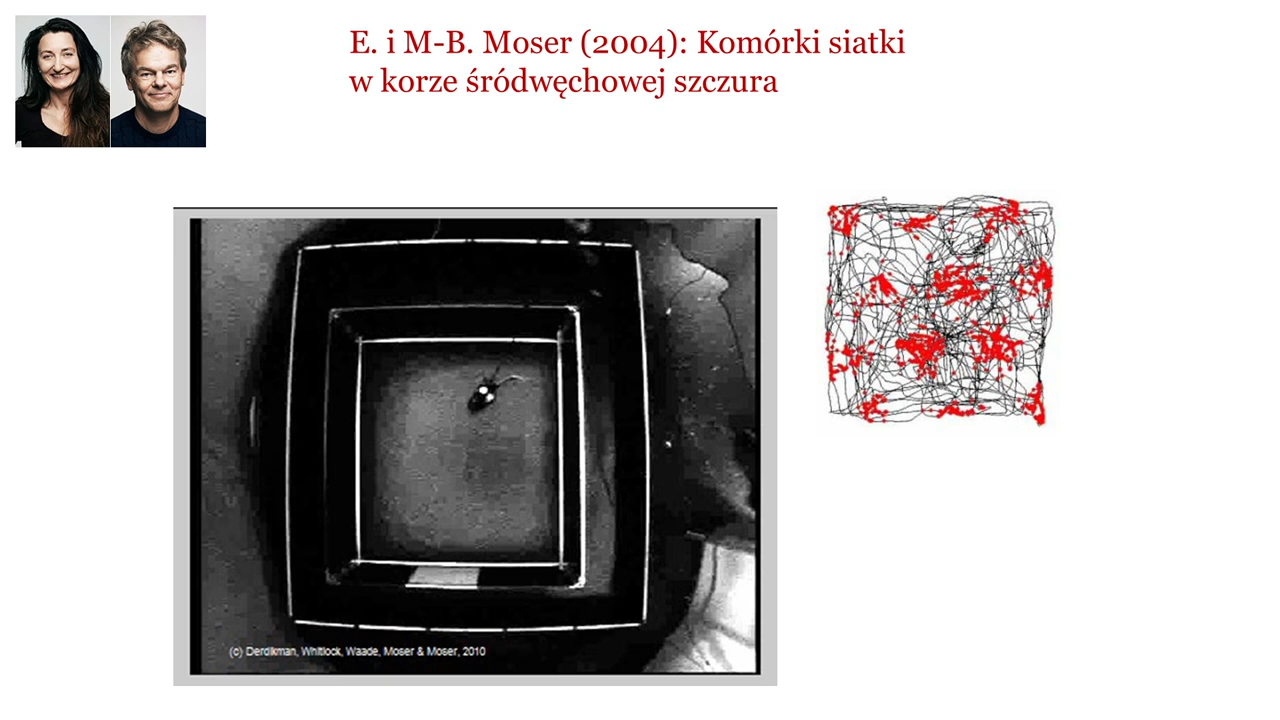 E. i M-B. Moser (2004): Komórki siatki
w korze śródwęchowej szczura
(c) Derdikman, Whitlock, Waade, Moser & Moser, 2010